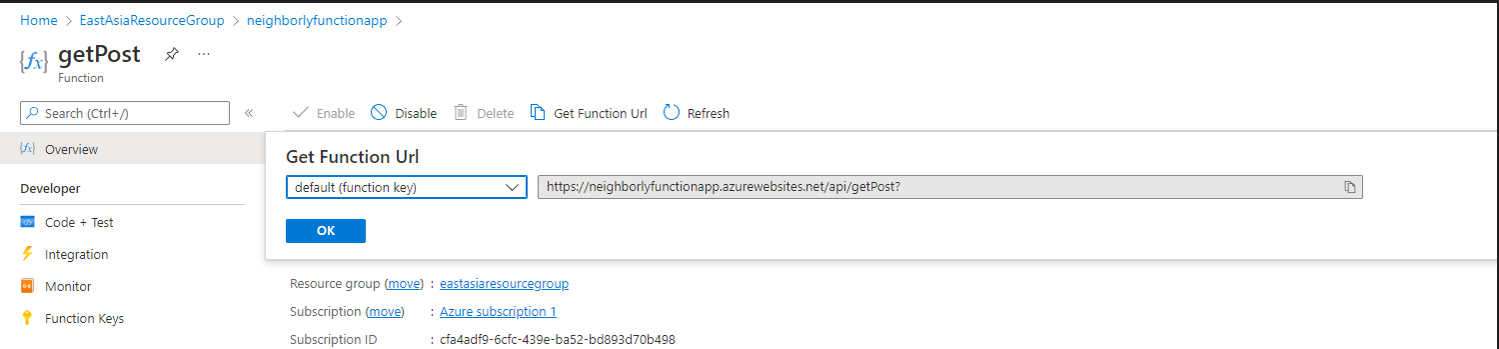 Home > EastAsiaResourceGroup > neighborlyfunctionapp >
{fx} getPost ...
Function
Search (Ctrl+/) «
Enable Disable Delete Get Function Url Refresh
Overview
Get Function Url
default (function key) https://neighborlyfunctionapp.azurewebsites.net/api/getPost?
OK
Developer
Code + Test
Integration
Monitor
Function Keys
Resource group (move) : eastasiaresourcegroup
Subscription (move) : Azure subscription 1
Subscription ID : cfa4adf9-6cfc-439e-ba52-bd893d70b498